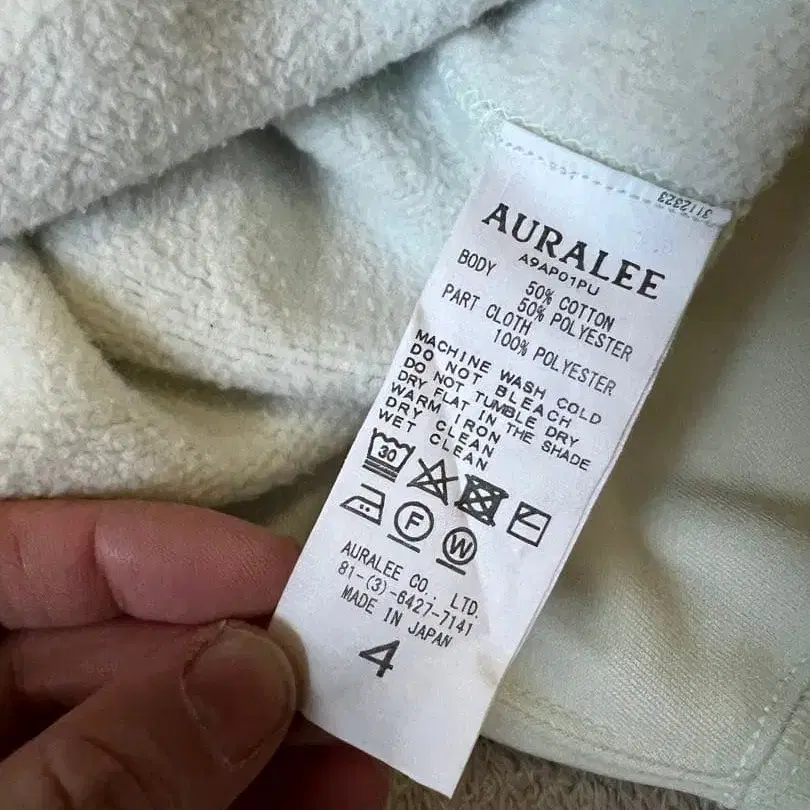 3112323
AURALEE
A9AP01PU
BODY 50% COTTON
50% POLYESTER
PART CLOTH
100% POLYESTER
MACHINE WASH COLD
DO NOT BLEACH
DO NOT TUMBLE DRY
DRY FLAT IN THE SHADE
WARM IRON
DRY CLEAN
WET CLEAN
30
F W
AURALEE CO., LTD.
81-(3)-6427-7141
MADE IN JAPAN
4